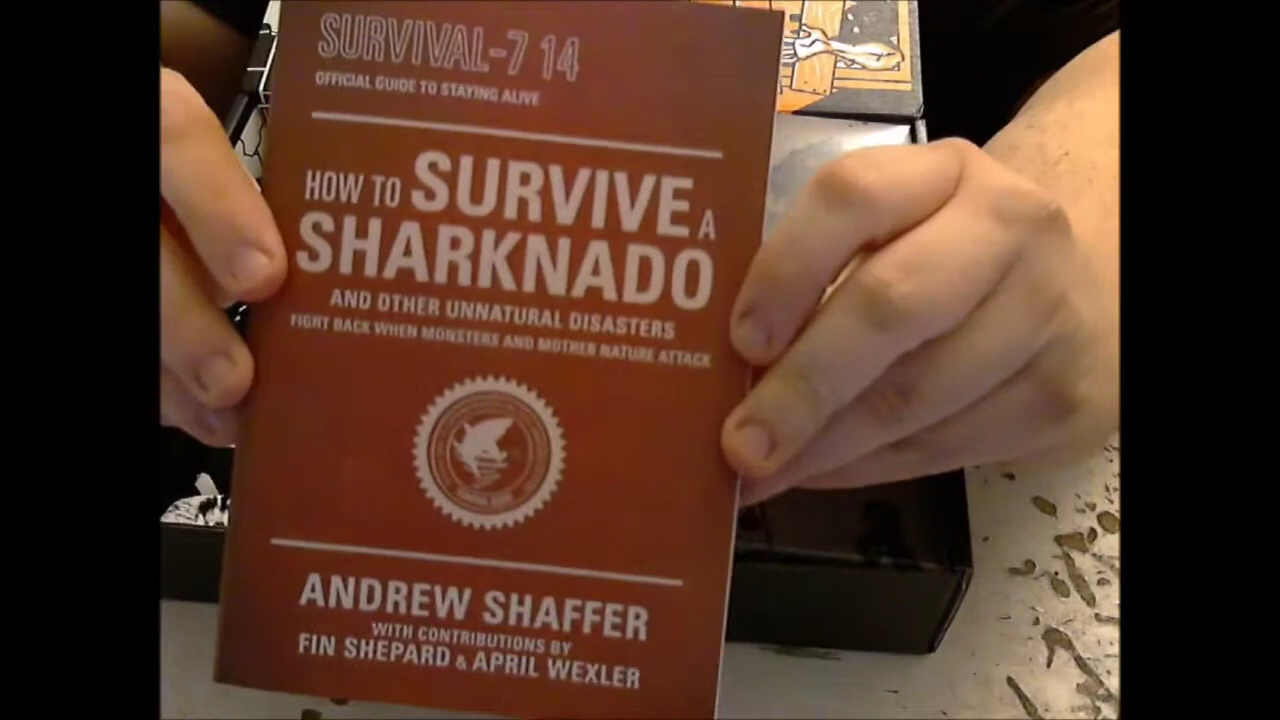 SURVIVAL-7 14
OFFICIAL GUIDE TO STAYING ALIVE
HOW TO SURVIVE A
SHARKNADO
AND OTHER UNNATURAL DISASTERS
FIGHT BACK WHEN MONSTERS AND MOTHER NATURE ATTACK
ANDREW SHAFFER
WITH CONTRIBUTIONS BY
FIN SHEPARD & APRIL WEXLER